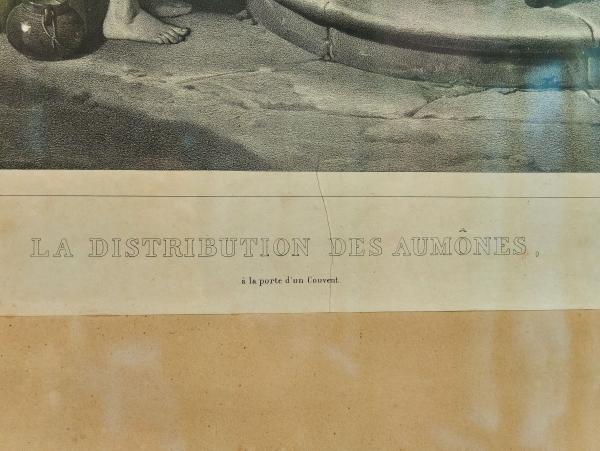 LA DISTRIBUTION DES AUMÔNES,
à la porte d'un Couvent.